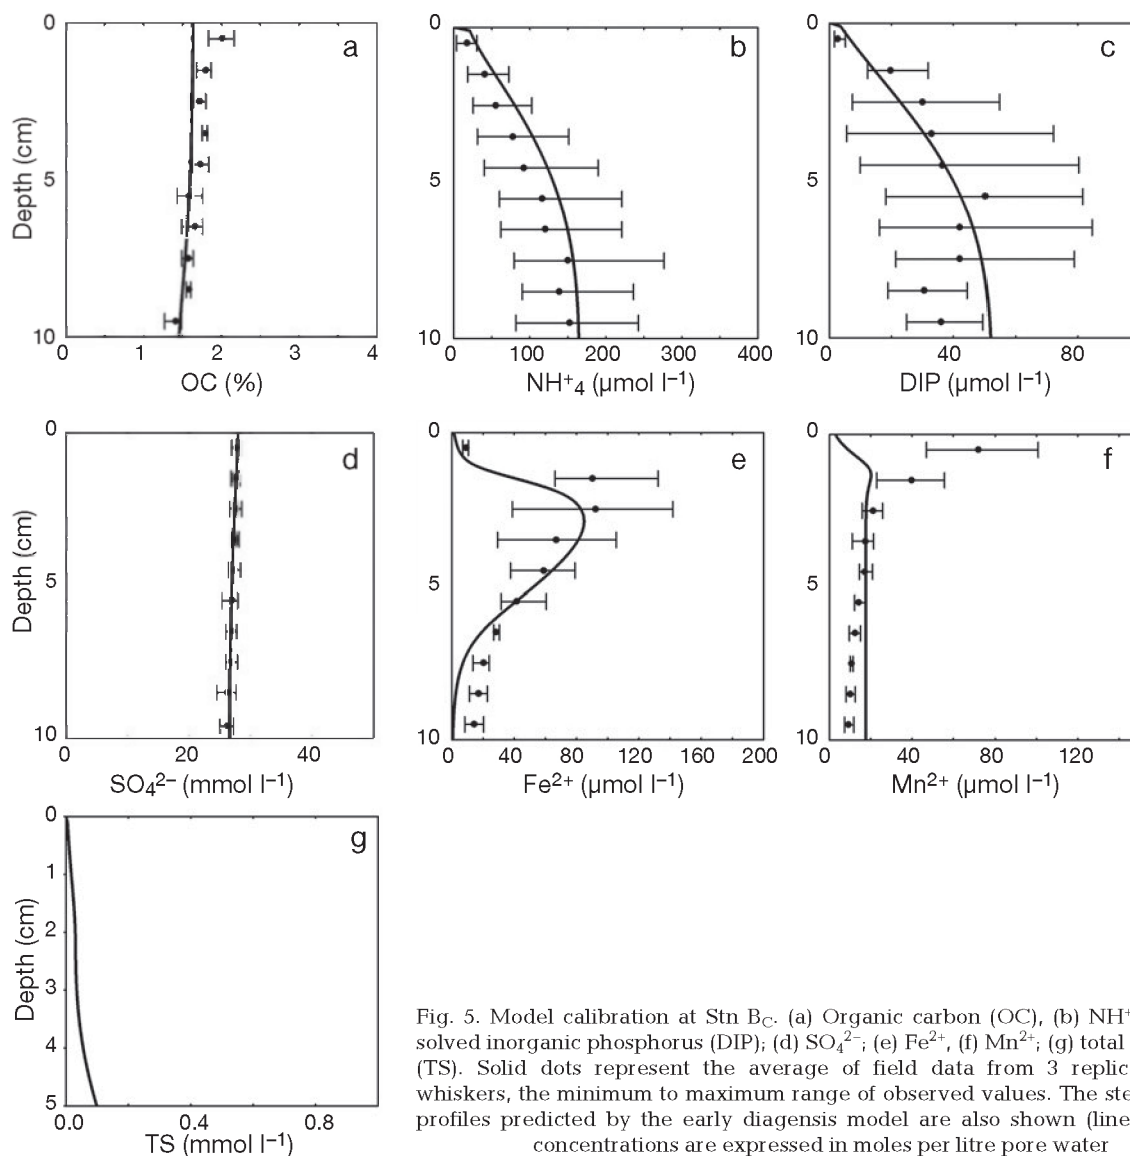 0
a
5
10
Depth (cm)
0 1 2 3 4
OC (%)
0
b
5
10
0 100 200 300 400
NH⁺₄ (µmol l⁻¹)
0
c
5
10
0 40 80
DIP (µmol l⁻¹)
0
d
5
10
Depth (cm)
0 20 40
SO₄²⁻ (mmol l⁻¹)
0
e
5
10
0 40 80 120 160 200
Fe²⁺ (µmol l⁻¹)
0
f
5
10
0 40 80 120
Mn²⁺ (µmol l⁻¹)
0
g
1
2
3
4
5
Depth (cm)
0.0 0.4 0.8
TS (mmol l⁻¹)
Fig. 5. Model calibration at Stn B_C. (a) Organic carbon (OC), (b) NH⁺
solved inorganic phosphorus (DIP); (d) SO₄²⁻; (e) Fe²⁺, (f) Mn²⁺; (g) total
(TS). Solid dots represent the average of field data from 3 replic
whiskers, the minimum to maximum range of observed values. The ste
profiles predicted by the early diagensis model are also shown (line
concentrations are expressed in moles per litre pore water